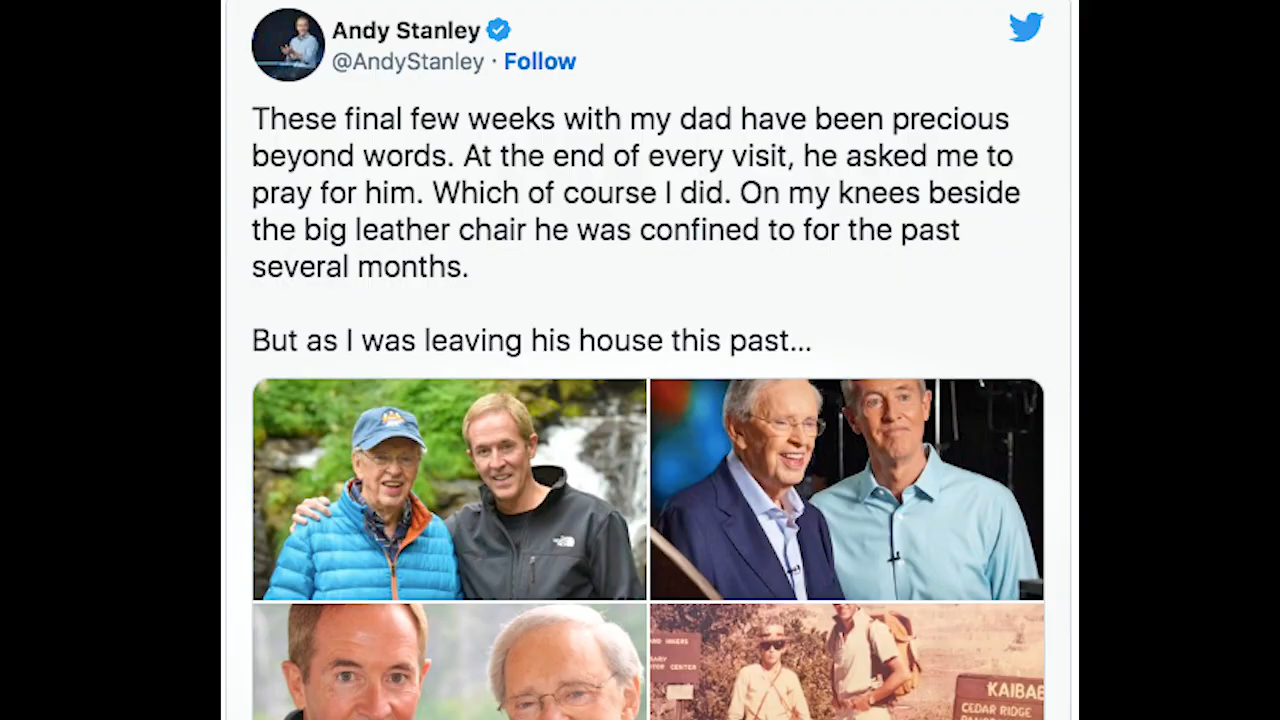 Andy Stanley
@AndyStanley · Follow
These final few weeks with my dad have been precious
beyond words. At the end of every visit, he asked me to
pray for him. Which of course I did. On my knees beside
the big leather chair he was confined to for the past
several months.
But as I was leaving his house this past...
KAIBAB
CEDAR RIDGE